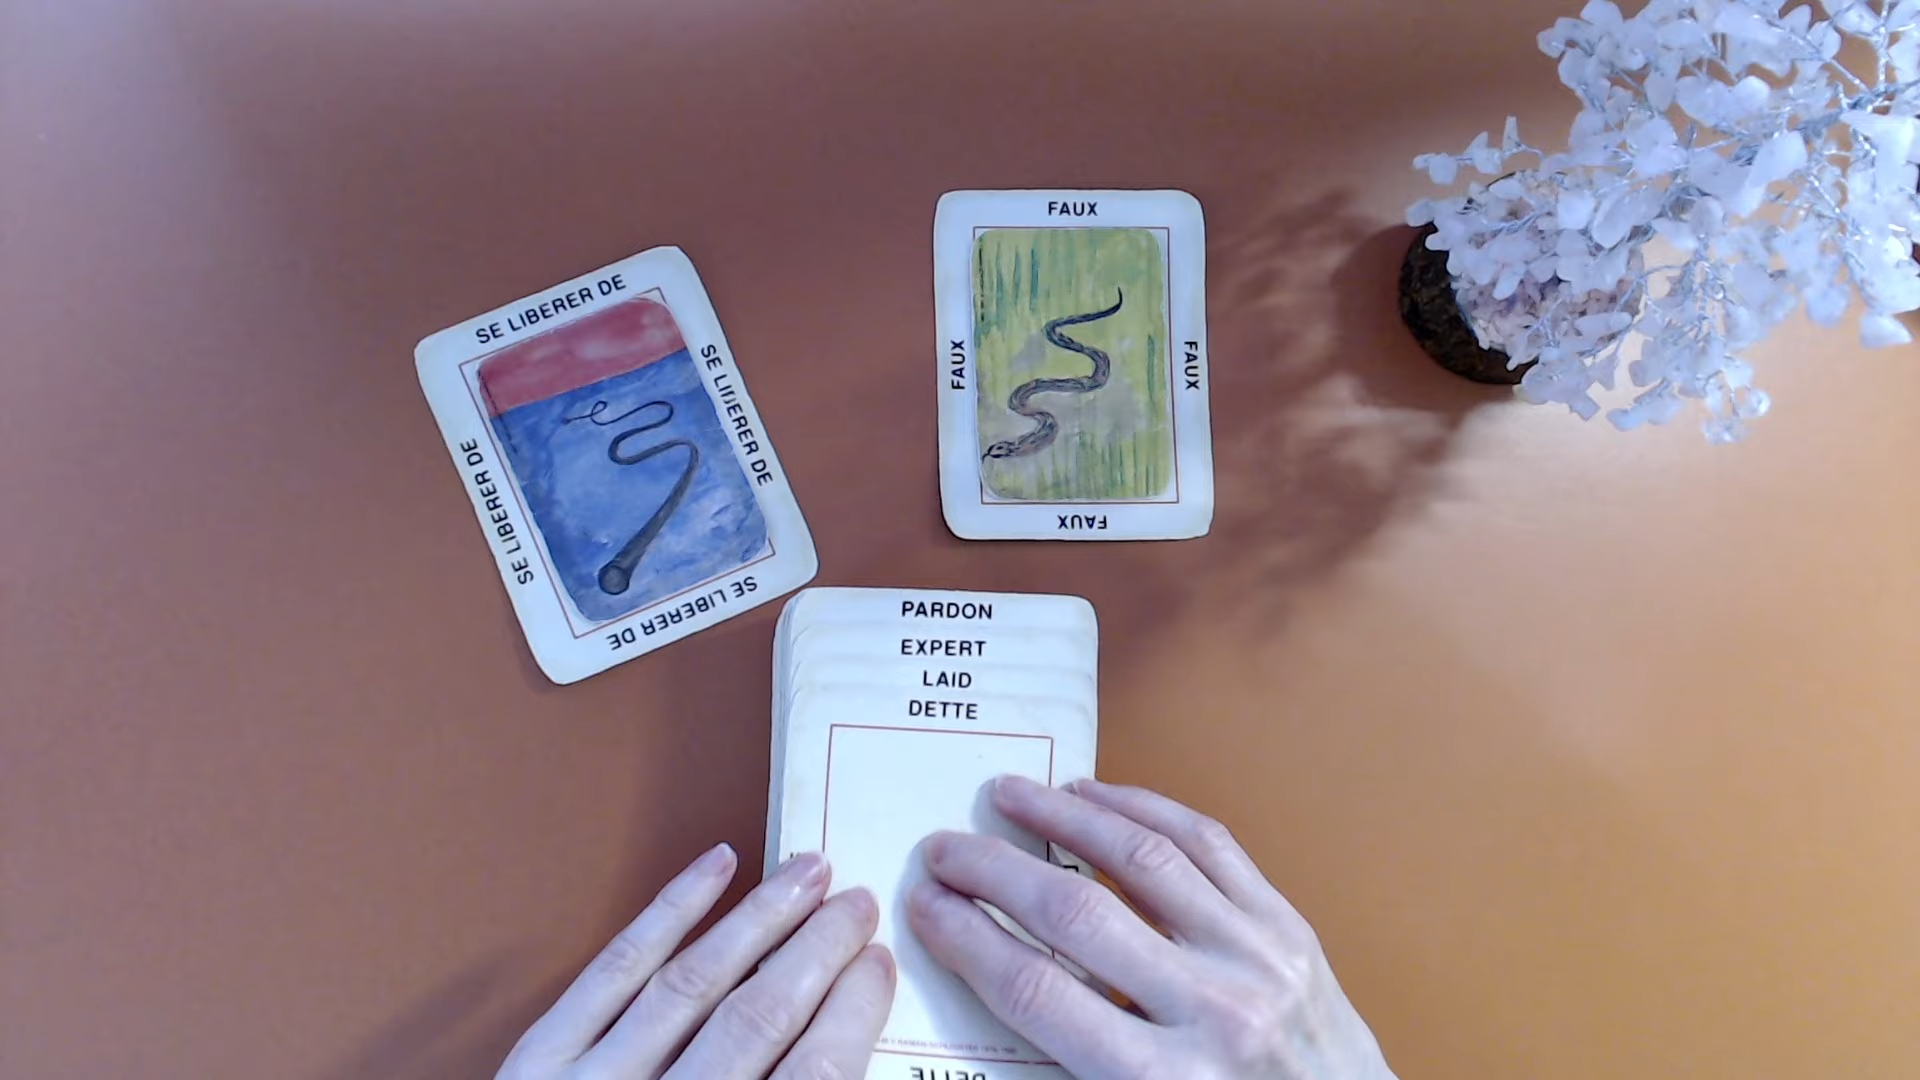 SE LIBERER DE
SE LIBERER DE
SE LIBERER DE
SE LIBERER DE
FAUX
FAUX
FAUX
FAUX
PARDON
EXPERT
LAID
DETTE
DETTE